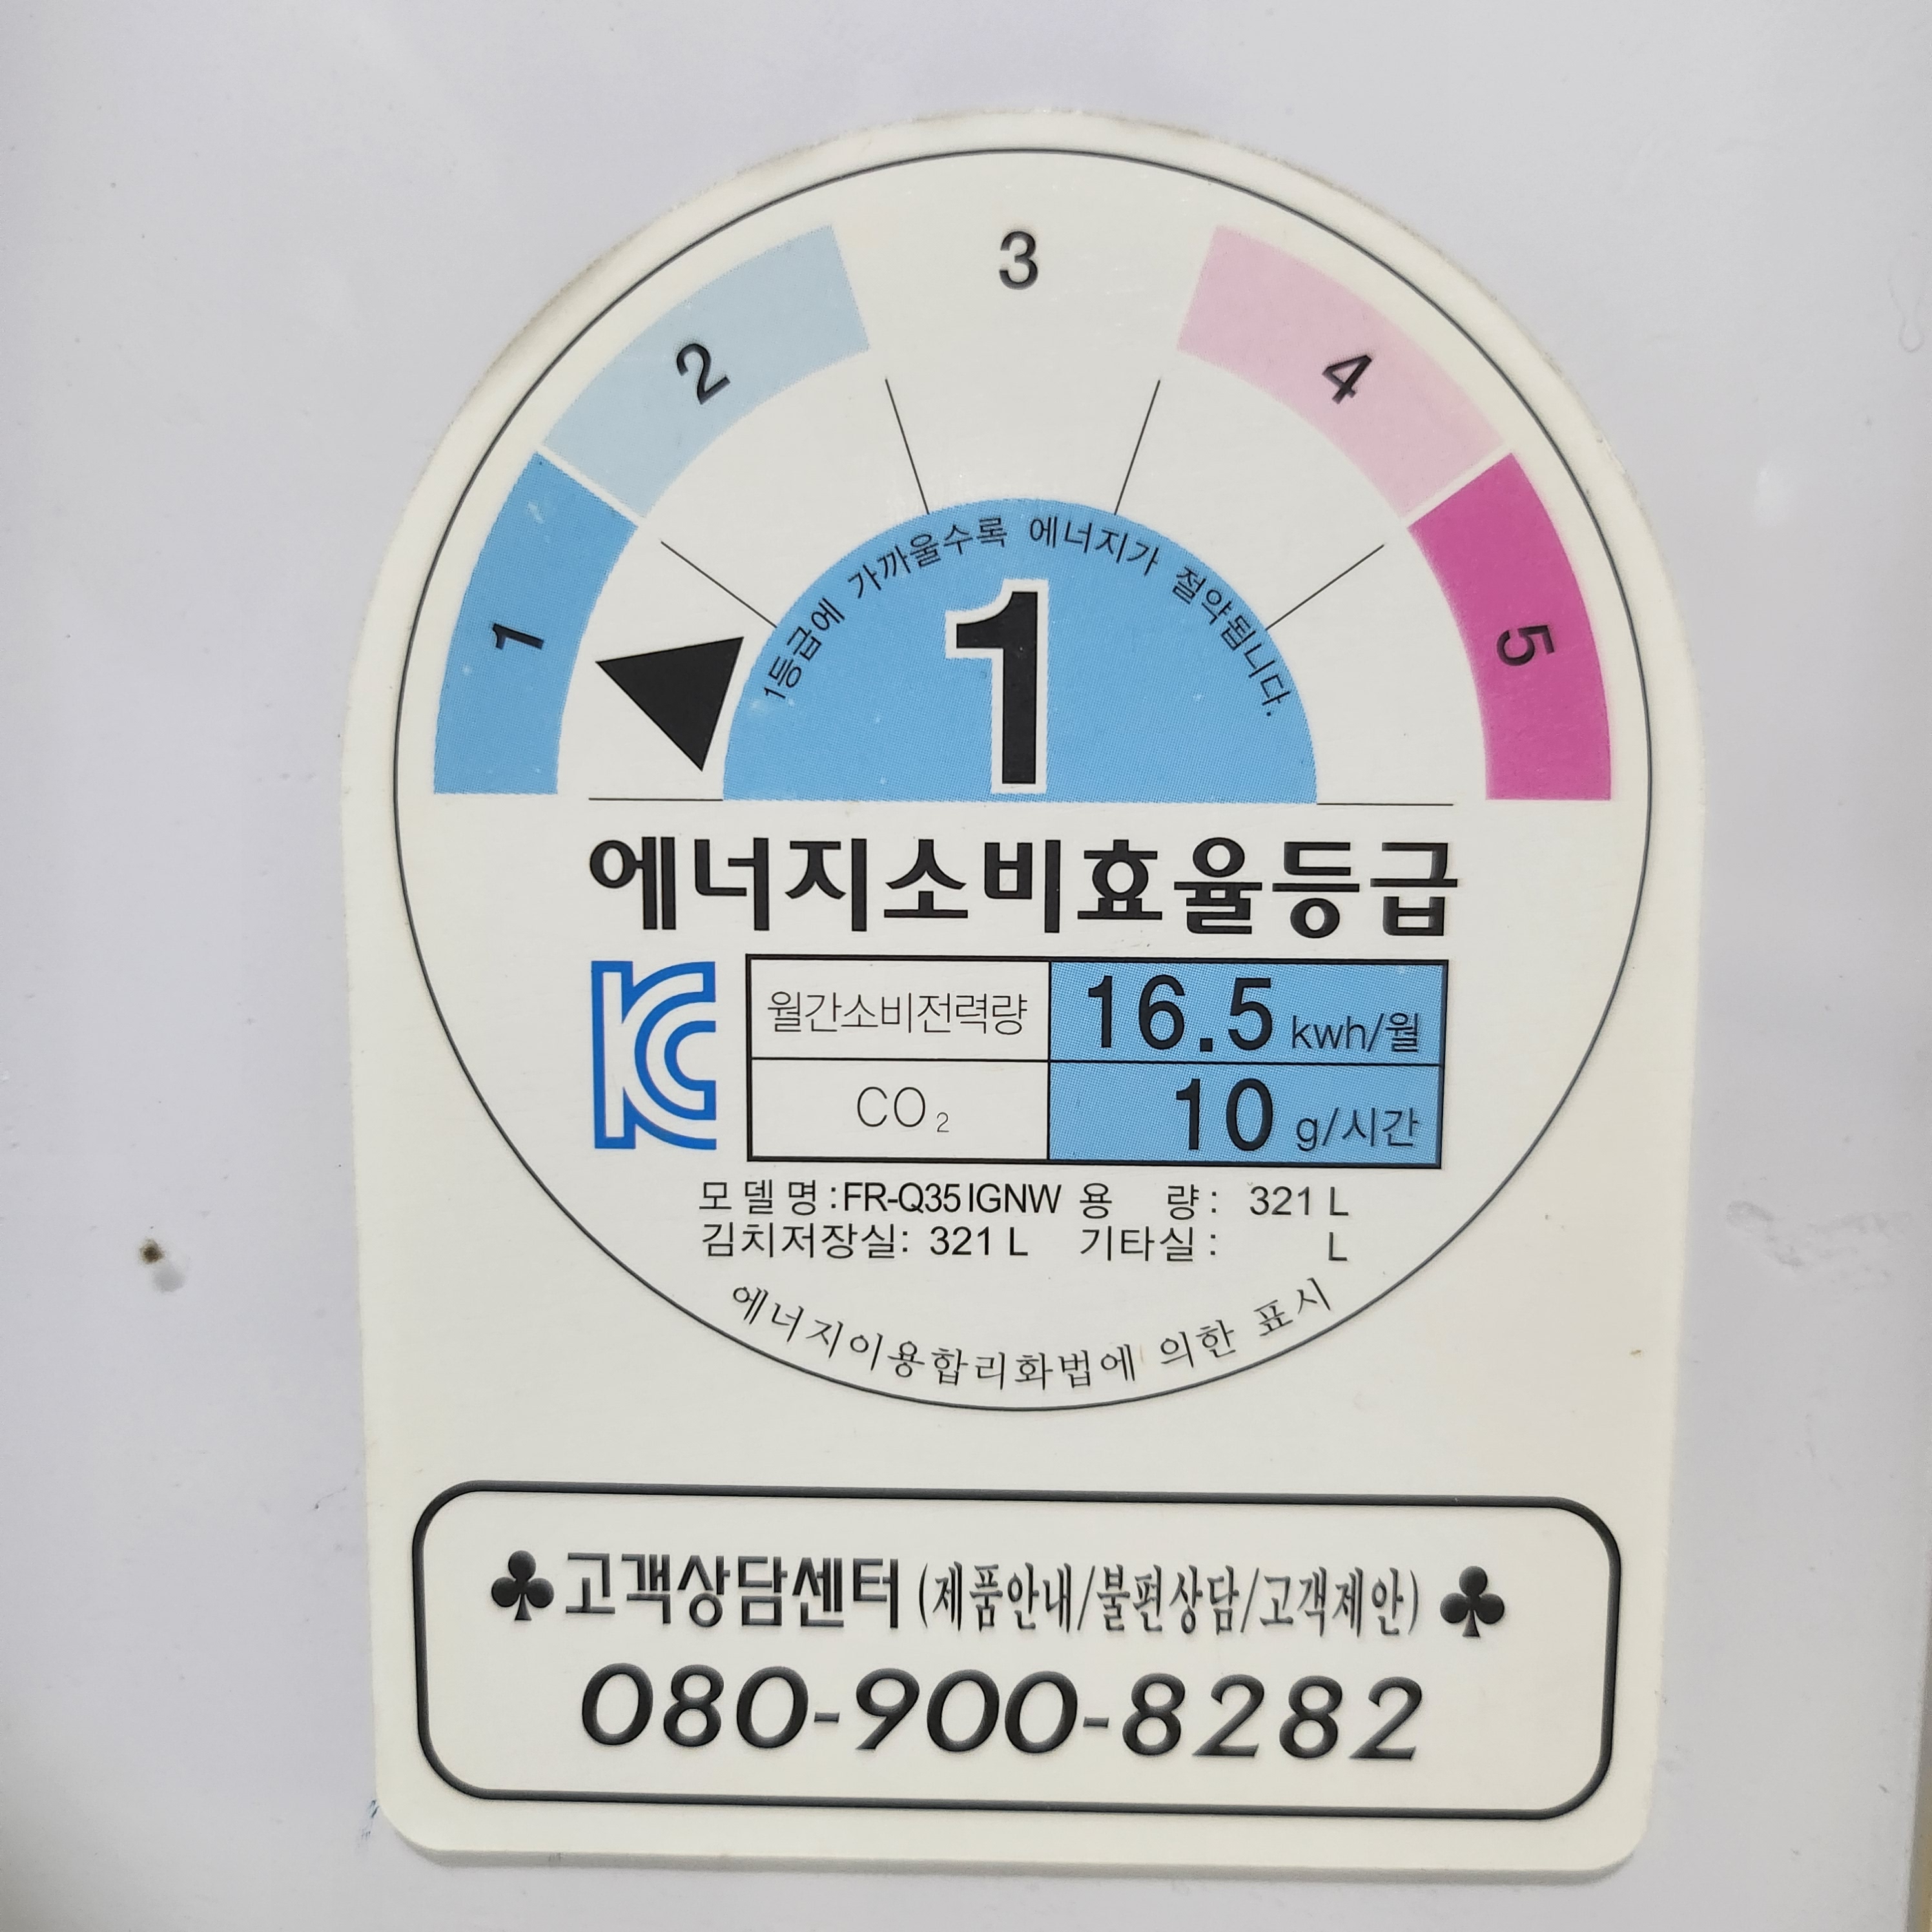 1
2
3
4
5
1등급에 가까울수록 에너지가 절약됩니다.
1
에너지소비효율등급
KC
월간소비전력량 16.5 kwh/월
CO₂ 10 g/시간
모델명:FR-Q35IGNW 용 량: 321 L
김치저장실: 321 L 기타실: L
에너지이용합리화법에 의한 표시
♣고객상담센터 (제품안내/불편상담/고객제안) ♣
080-900-8282